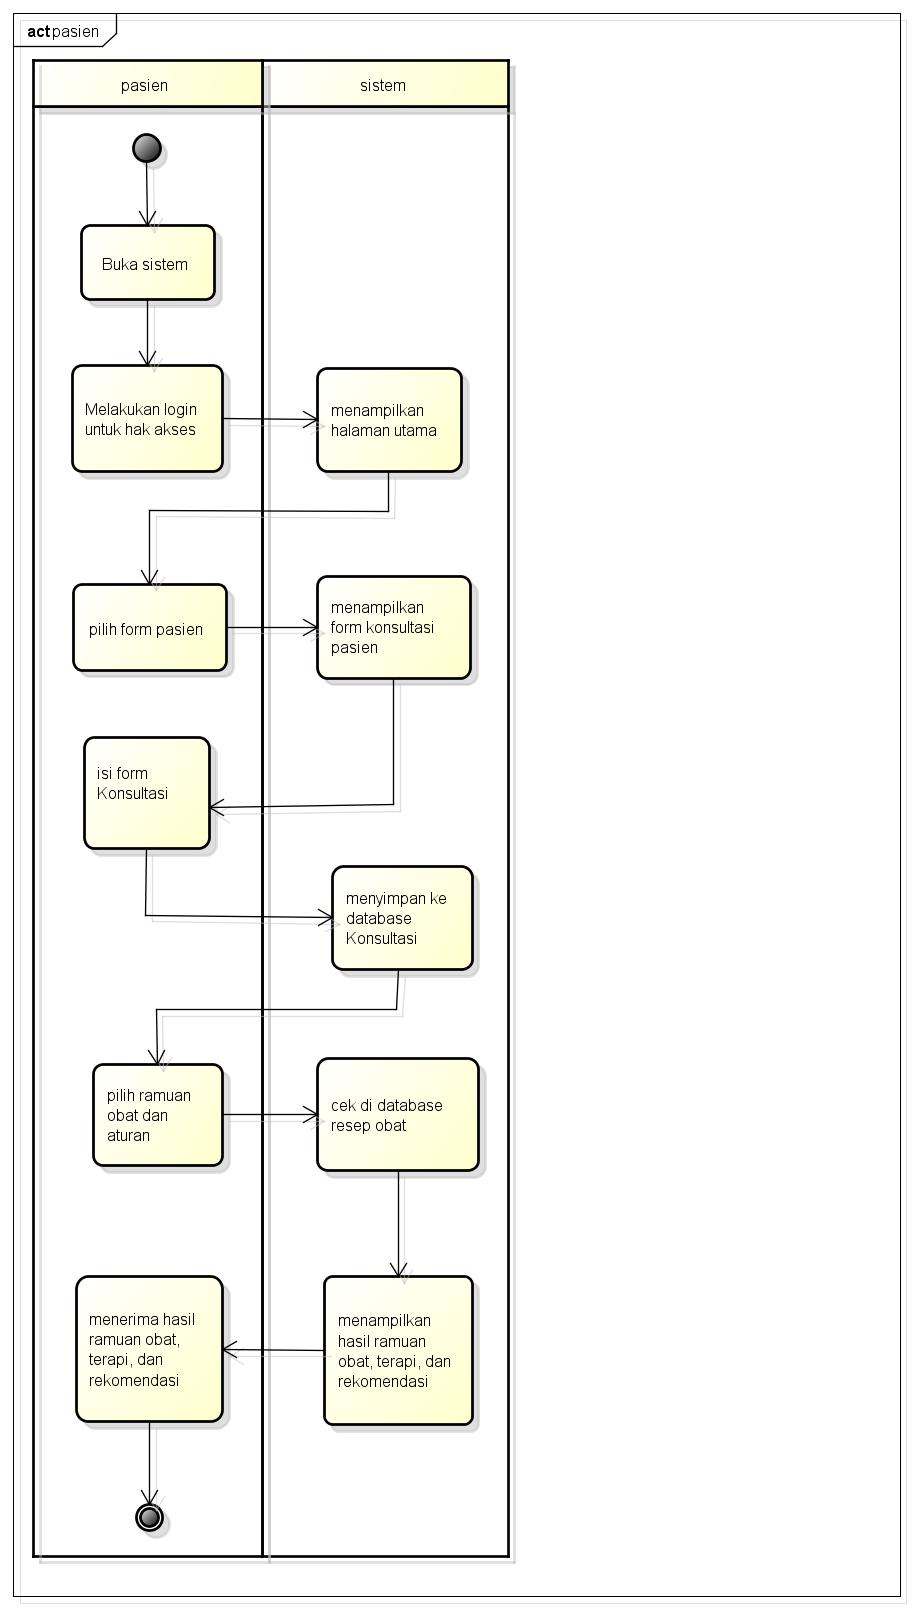 act pasien
pasien
sistem
Buka sistem
Melakukan login
untuk hak akses
menampilkan
halaman utama
pilih form pasien
menampilkan
form konsultasi
pasien
isi form
Konsultasi
menyimpan ke
database
Konsultasi
pilih ramuan
obat dan
aturan
cek di database
resep obat
menerima hasil
ramuan obat,
terapi, dan
rekomendasi
menampilkan
hasil ramuan
obat, terapi, dan
rekomendasi